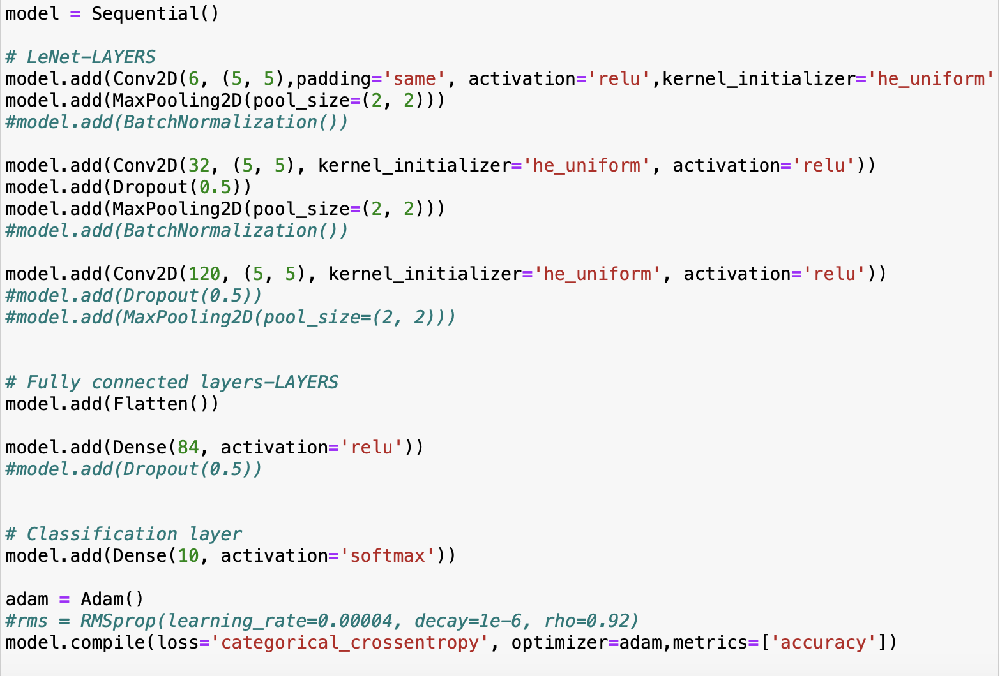 model = Sequential()
# LeNet-LAYERS
model.add(Conv2D(6, (5, 5),padding='same', activation='relu',kernel_initializer='he_uniform'
model.add(MaxPooling2D(pool_size=(2, 2)))
#model.add(BatchNormalization())
model.add(Conv2D(32, (5, 5), kernel_initializer='he_uniform', activation='relu'))
model.add(Dropout(0.5))
model.add(MaxPooling2D(pool_size=(2, 2)))
#model.add(BatchNormalization())
model.add(Conv2D(120, (5, 5), kernel_initializer='he_uniform', activation='relu'))
#model.add(Dropout(0.5))
#model.add(MaxPooling2D(pool_size=(2, 2)))
# Fully connected layers-LAYERS
model.add(Flatten())
model.add(Dense(84, activation='relu'))
#model.add(Dropout(0.5))
# Classification layer
model.add(Dense(10, activation='softmax'))
adam = Adam()
#rms = RMSprop(learning_rate=0.00004, decay=1e-6, rho=0.92)
model.compile(loss='categorical_crossentropy', optimizer=adam,metrics=['accuracy'])